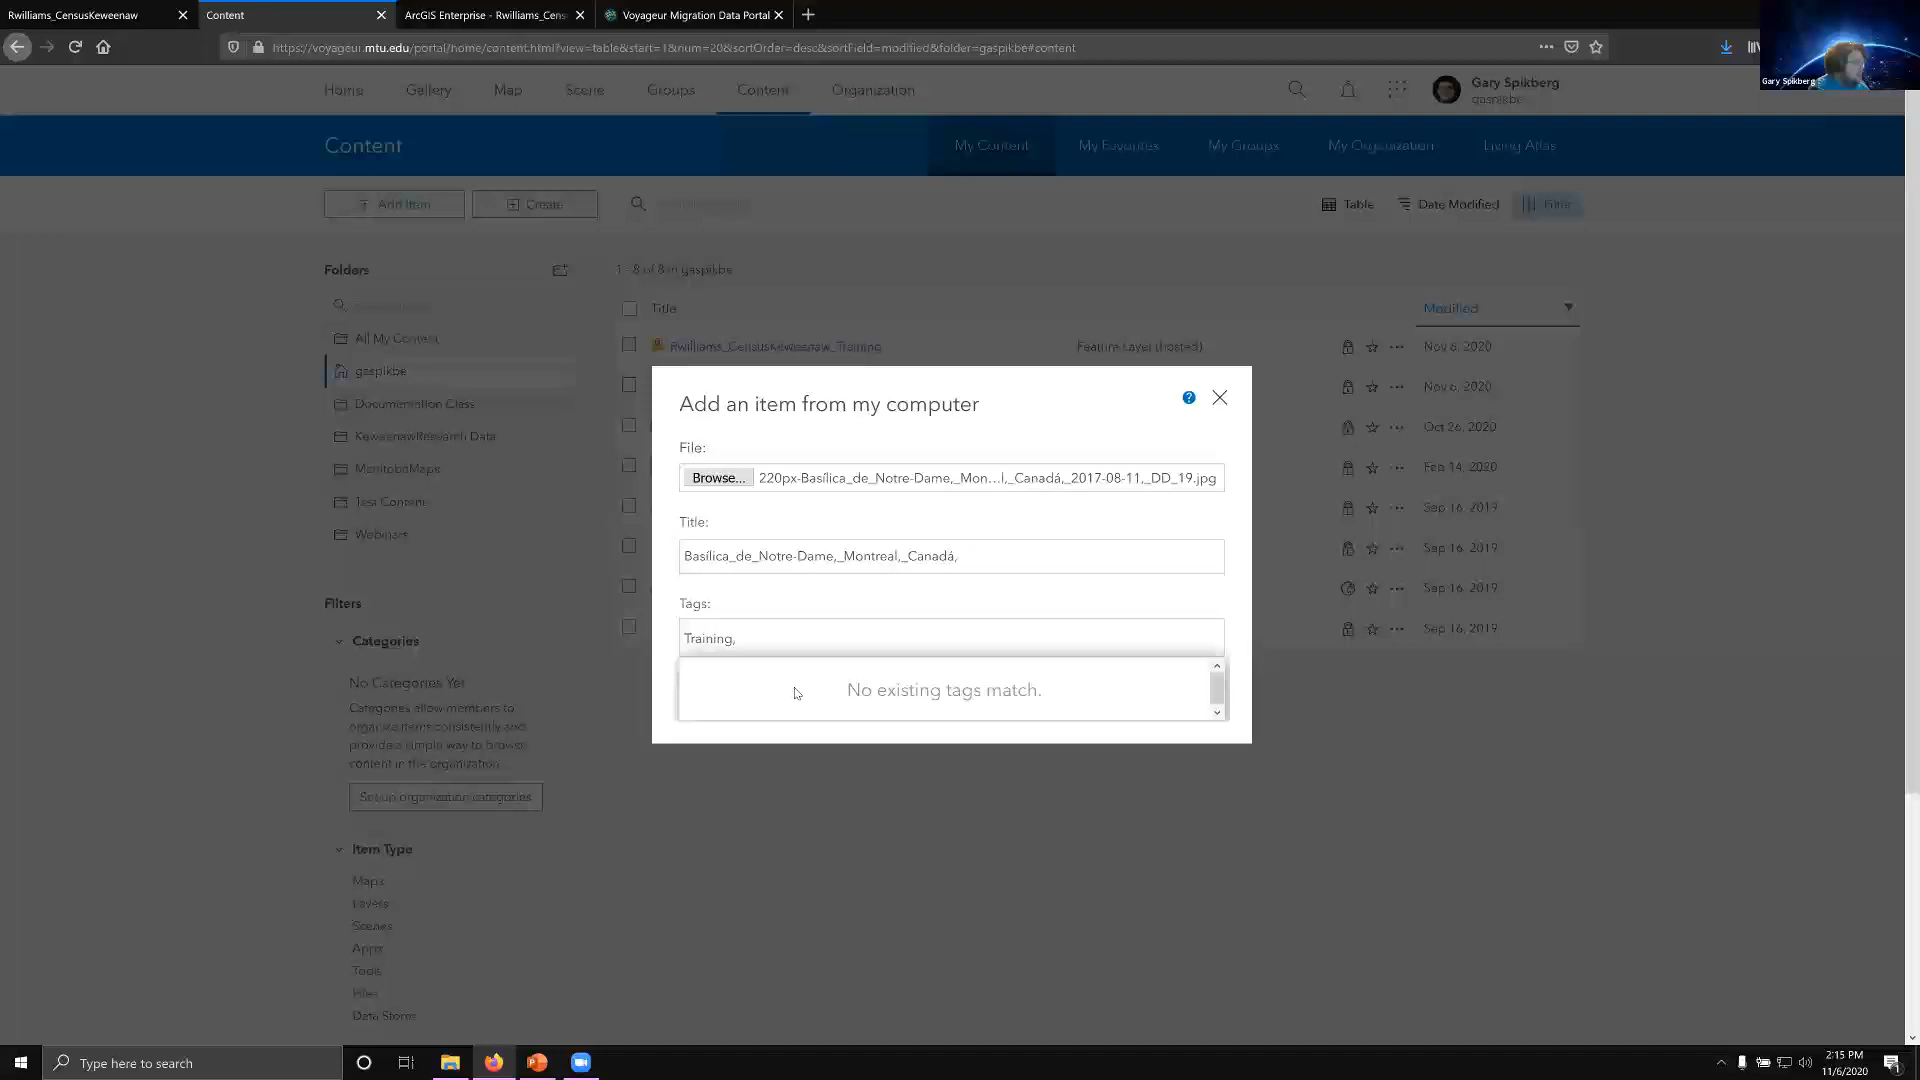 Rwilliams_CensusKeweenaw
Content
ArcGIS Enterprise - Rwilliams_Cens
Voyageur Migration Data Portal
https://voyageur.mtu.edu/portal/home/content.html?view=table&start=1&num=20&sortOrder=desc&sortField=modified&folder=gaspikbe#content
Gary Spikberg
Home
Gallery
Map
Scene
Groups
Content
Organization
Gary Spikberg
gaspikbe
Content
My Content
My Favorites
My Groups
My Organization
Living Atlas
Add Item
Create
Table
Date Modified
Filter
Folders
1 - 8 of 8 in gaspikbe
Title
Modified
All My Content
Rwilliams_CensusKeweenaw_Training
Feature Layer (hosted)
Nov 6, 2020
gaspikbe
Nov 6, 2020
Documentation Class
Oct 26, 2020
KeweenawResearch Data
Feb 14, 2020
ManitobaMaps
Sep 16, 2019
Test Content
Sep 16, 2019
Webinars
Sep 16, 2019
Sep 16, 2019
Add an item from my computer
?
File:
Browse...
220px-Basílica_de_Notre-Dame,_Mon...l,_Canadá,_2017-08-11,_DD_19.jpg
Title:
Basílica_de_Notre-Dame,_Montreal,_Canadá,
Tags:
Training,
No existing tags match.
Filters
Categories
No Categories Yet
Categories allow members to
organize items consistently and
provide a simple way to browse
content in the organization.
Set up organization categories
Item Type
Maps
Layers
Scenes
Apps
Tools
Files
Data Stores
Type here to search
2:15 PM
11/6/2020
1